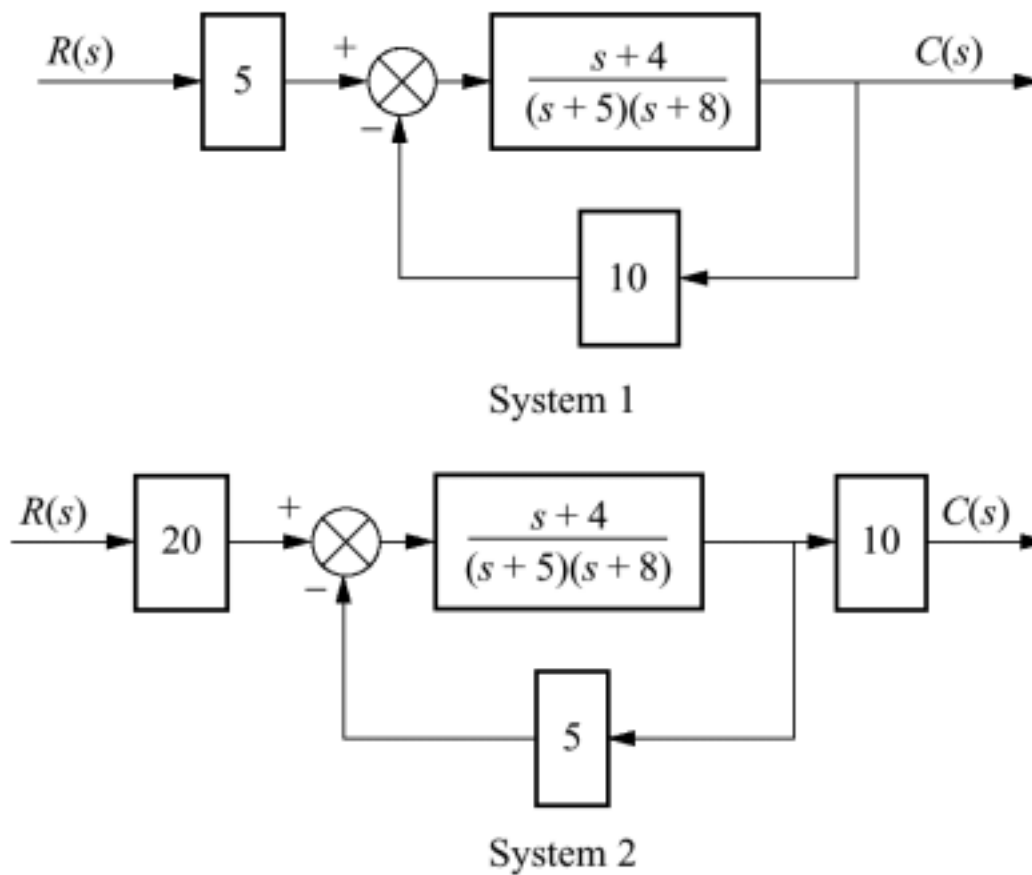 R(s) 5 + s + 4 C(s)
− (s + 5)(s + 8)
10
System 1
R(s) 20 + s + 4 10 C(s)
− (s + 5)(s + 8)
5
System 2